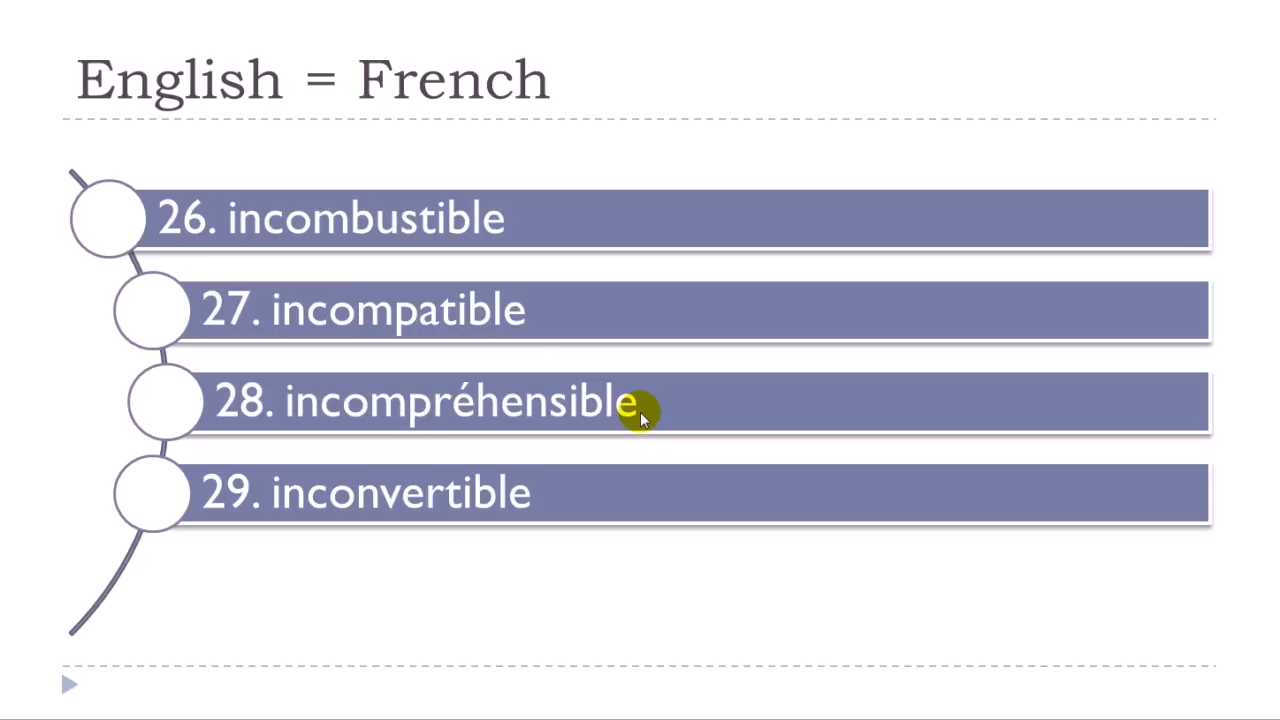 English = French
26. incombustible
27. incompatible
28. incompréhensible
29. inconvertible